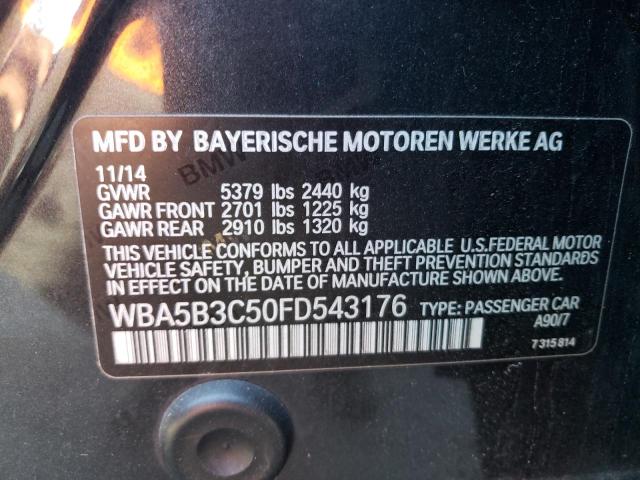 MFD BY BAYERISCHE MOTOREN WERKE AG
11/14
GVWR 5379 lbs 2440 kg
GAWR FRONT 2701 lbs 1225 kg
GAWR REAR 2910 lbs 1320 kg
THIS VEHICLE CONFORMS TO ALL APPLICABLE U.S.FEDERAL MOTOR
VEHICLE SAFETY, BUMPER AND THEFT PREVENTION STANDARDS
IN EFFECT ON THE DATE OF MANUFACTURE SHOWN ABOVE.
WBA5B3C50FD543176 TYPE: PASSENGER CAR
A90/7
7315814
BMW